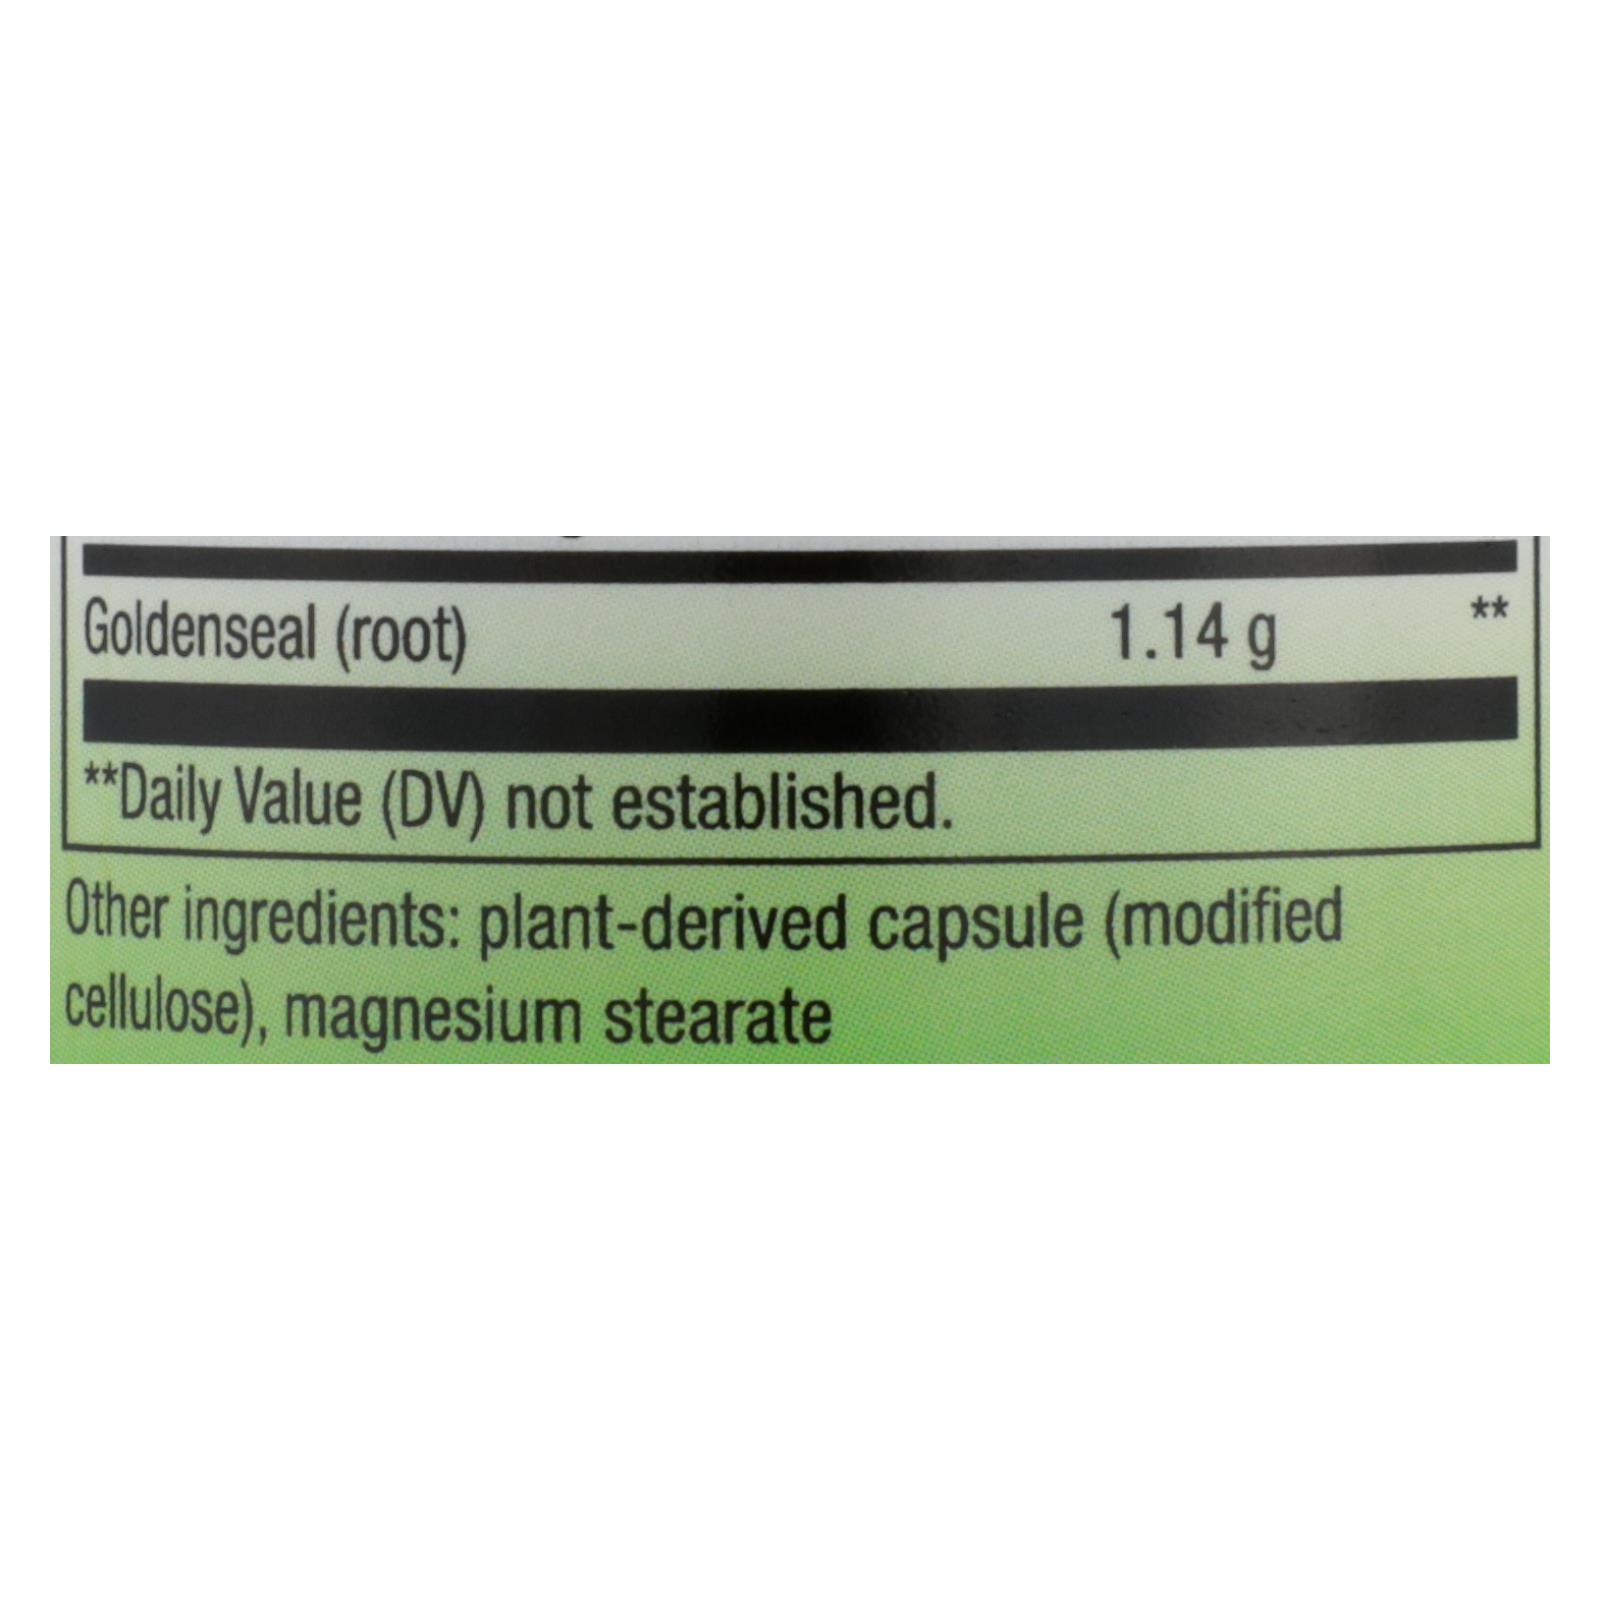 Goldenseal (root) 1.14 g **
**Daily Value (DV) not established.
Other ingredients: plant-derived capsule (modified
cellulose), magnesium stearate